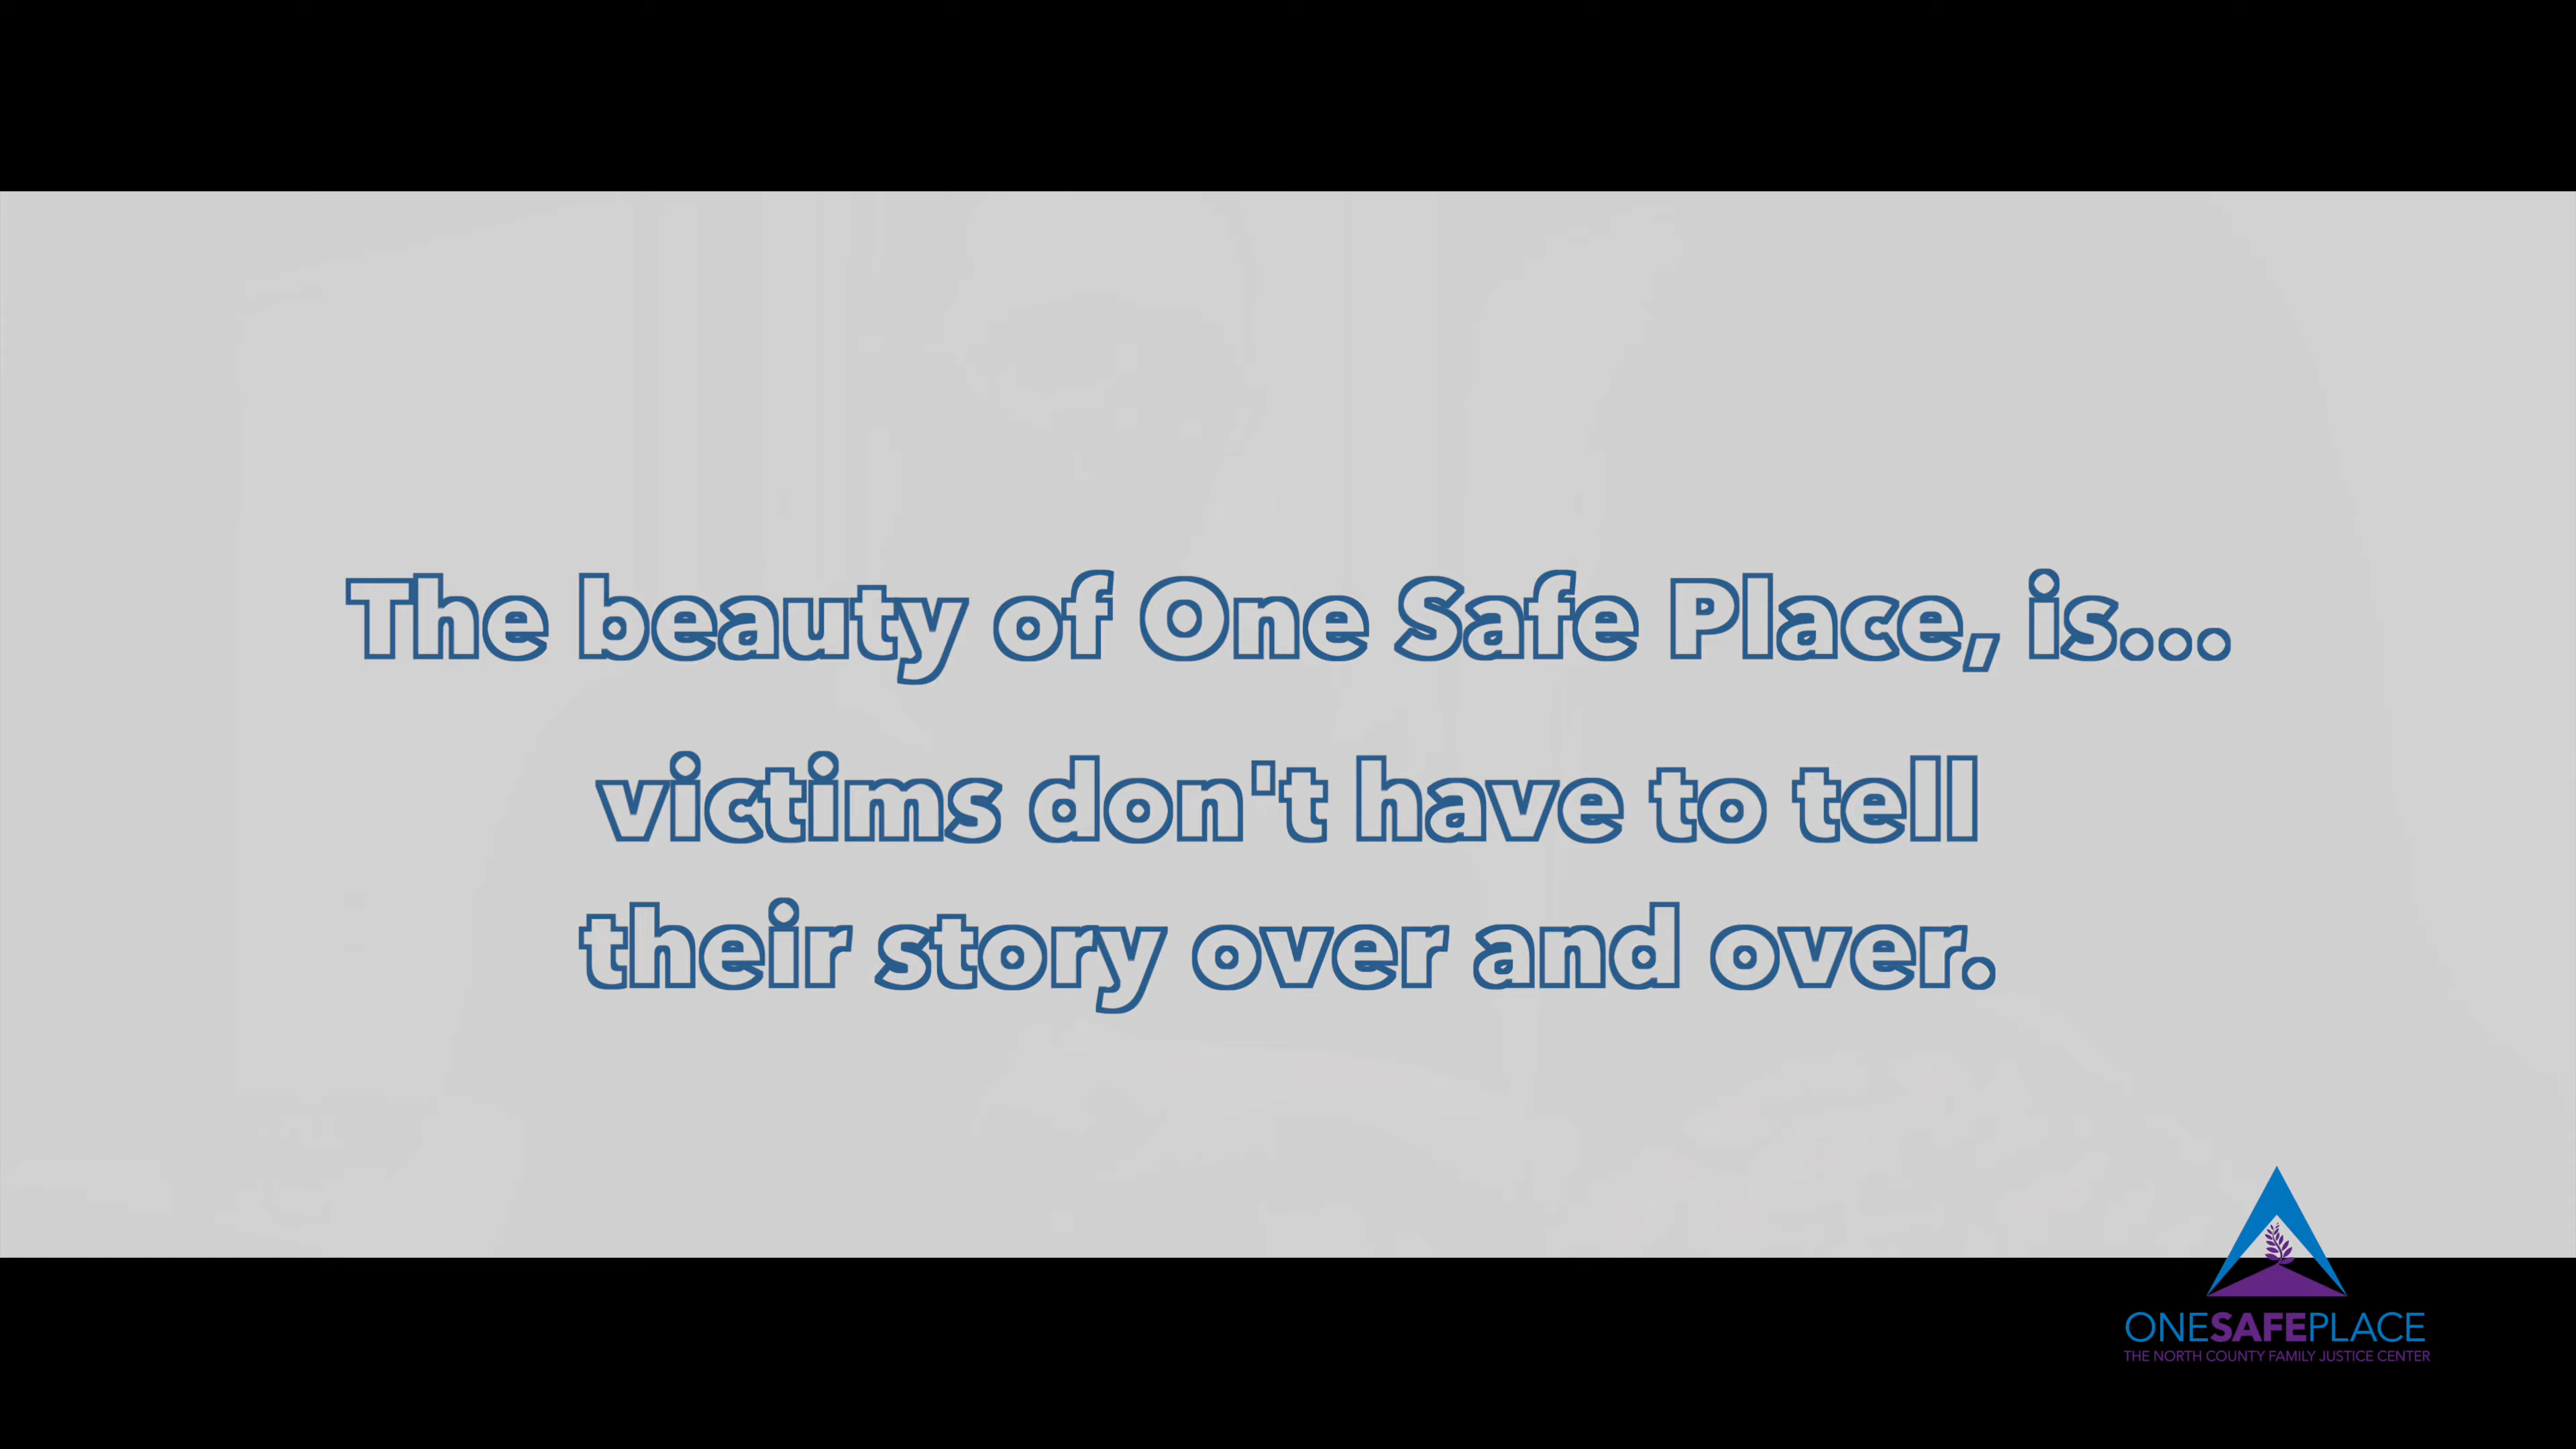 The beauty of One Safe Place, is...
victims don't have to tell
their story over and over.
ONESAFEPLACE
THE NORTH COUNTY FAMILY JUSTICE CENTER